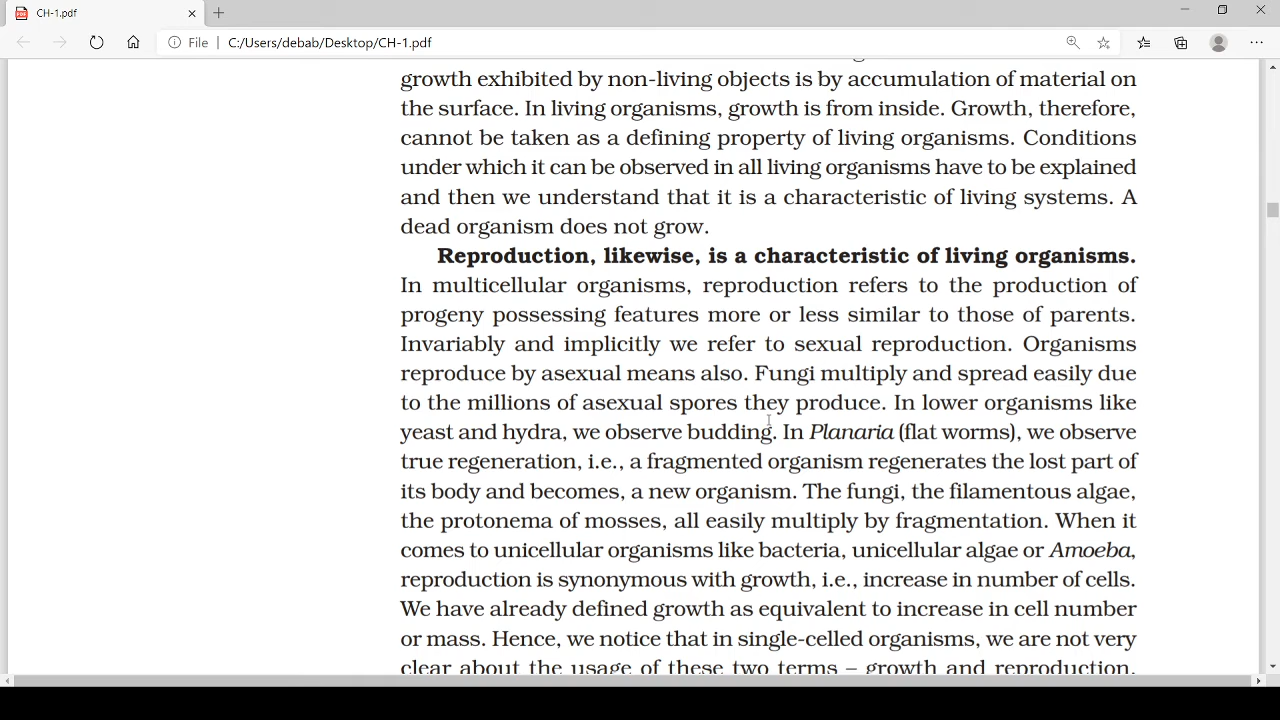 CH-1.pdf
File | C:/Users/debab/Desktop/CH-1.pdf
growth exhibited by non-living objects is by accumulation of material on
the surface. In living organisms, growth is from inside. Growth, therefore,
cannot be taken as a defining property of living organisms. Conditions
under which it can be observed in all living organisms have to be explained
and then we understand that it is a characteristic of living systems. A
dead organism does not grow.
Reproduction, likewise, is a characteristic of living organisms.
In multicellular organisms, reproduction refers to the production of
progeny possessing features more or less similar to those of parents.
Invariably and implicitly we refer to sexual reproduction. Organisms
reproduce by asexual means also. Fungi multiply and spread easily due
to the millions of asexual spores they produce. In lower organisms like
yeast and hydra, we observe budding. In Planaria (flat worms), we observe
true regeneration, i.e., a fragmented organism regenerates the lost part of
its body and becomes, a new organism. The fungi, the filamentous algae,
the protonema of mosses, all easily multiply by fragmentation. When it
comes to unicellular organisms like bacteria, unicellular algae or Amoeba,
reproduction is synonymous with growth, i.e., increase in number of cells.
We have already defined growth as equivalent to increase in cell number
or mass. Hence, we notice that in single-celled organisms, we are not very
clear about the usage of these two terms – growth and reproduction.